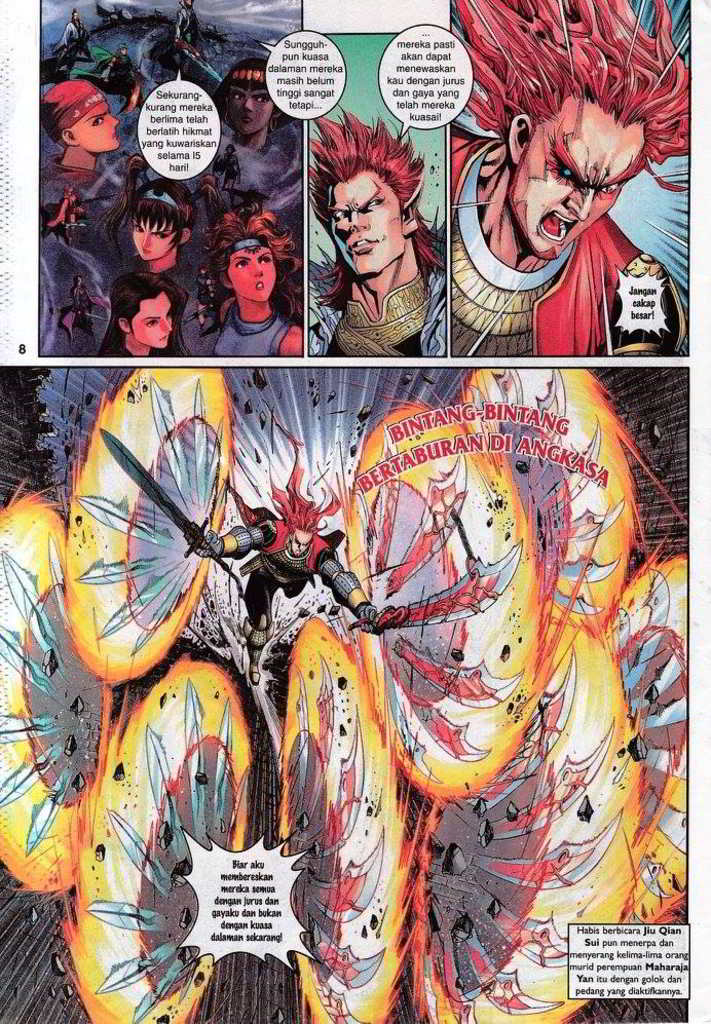 Sekurang-
kurang mereka
berlima telah
berlatih hikmat
yang kuwariskan
selama 15
hari!
Sungguh-
pun kuasa
dalaman mereka
masih belum
tinggi sangat
tetapi...
...
mereka pasti
akan dapat
menewaskan
kau dengan jurus
dan gaya yang
telah mereka
kuasai!
Jangan
cakap
besar!
8
BINTANG-BINTANG
BERTABURAN DI ANGKASA
Biar aku
membereskan
mereka semua
dengan jurus dan
gayaku dan bukan
dengan kuasa
dalaman sekarang!
Habis berbicara Jiu Qian
Sui pun menerpa dan
menyerang kelima-lima orang
murid perempuan Maharaja
Yan itu dengan golok dan
pedang yang diaktifkannya.